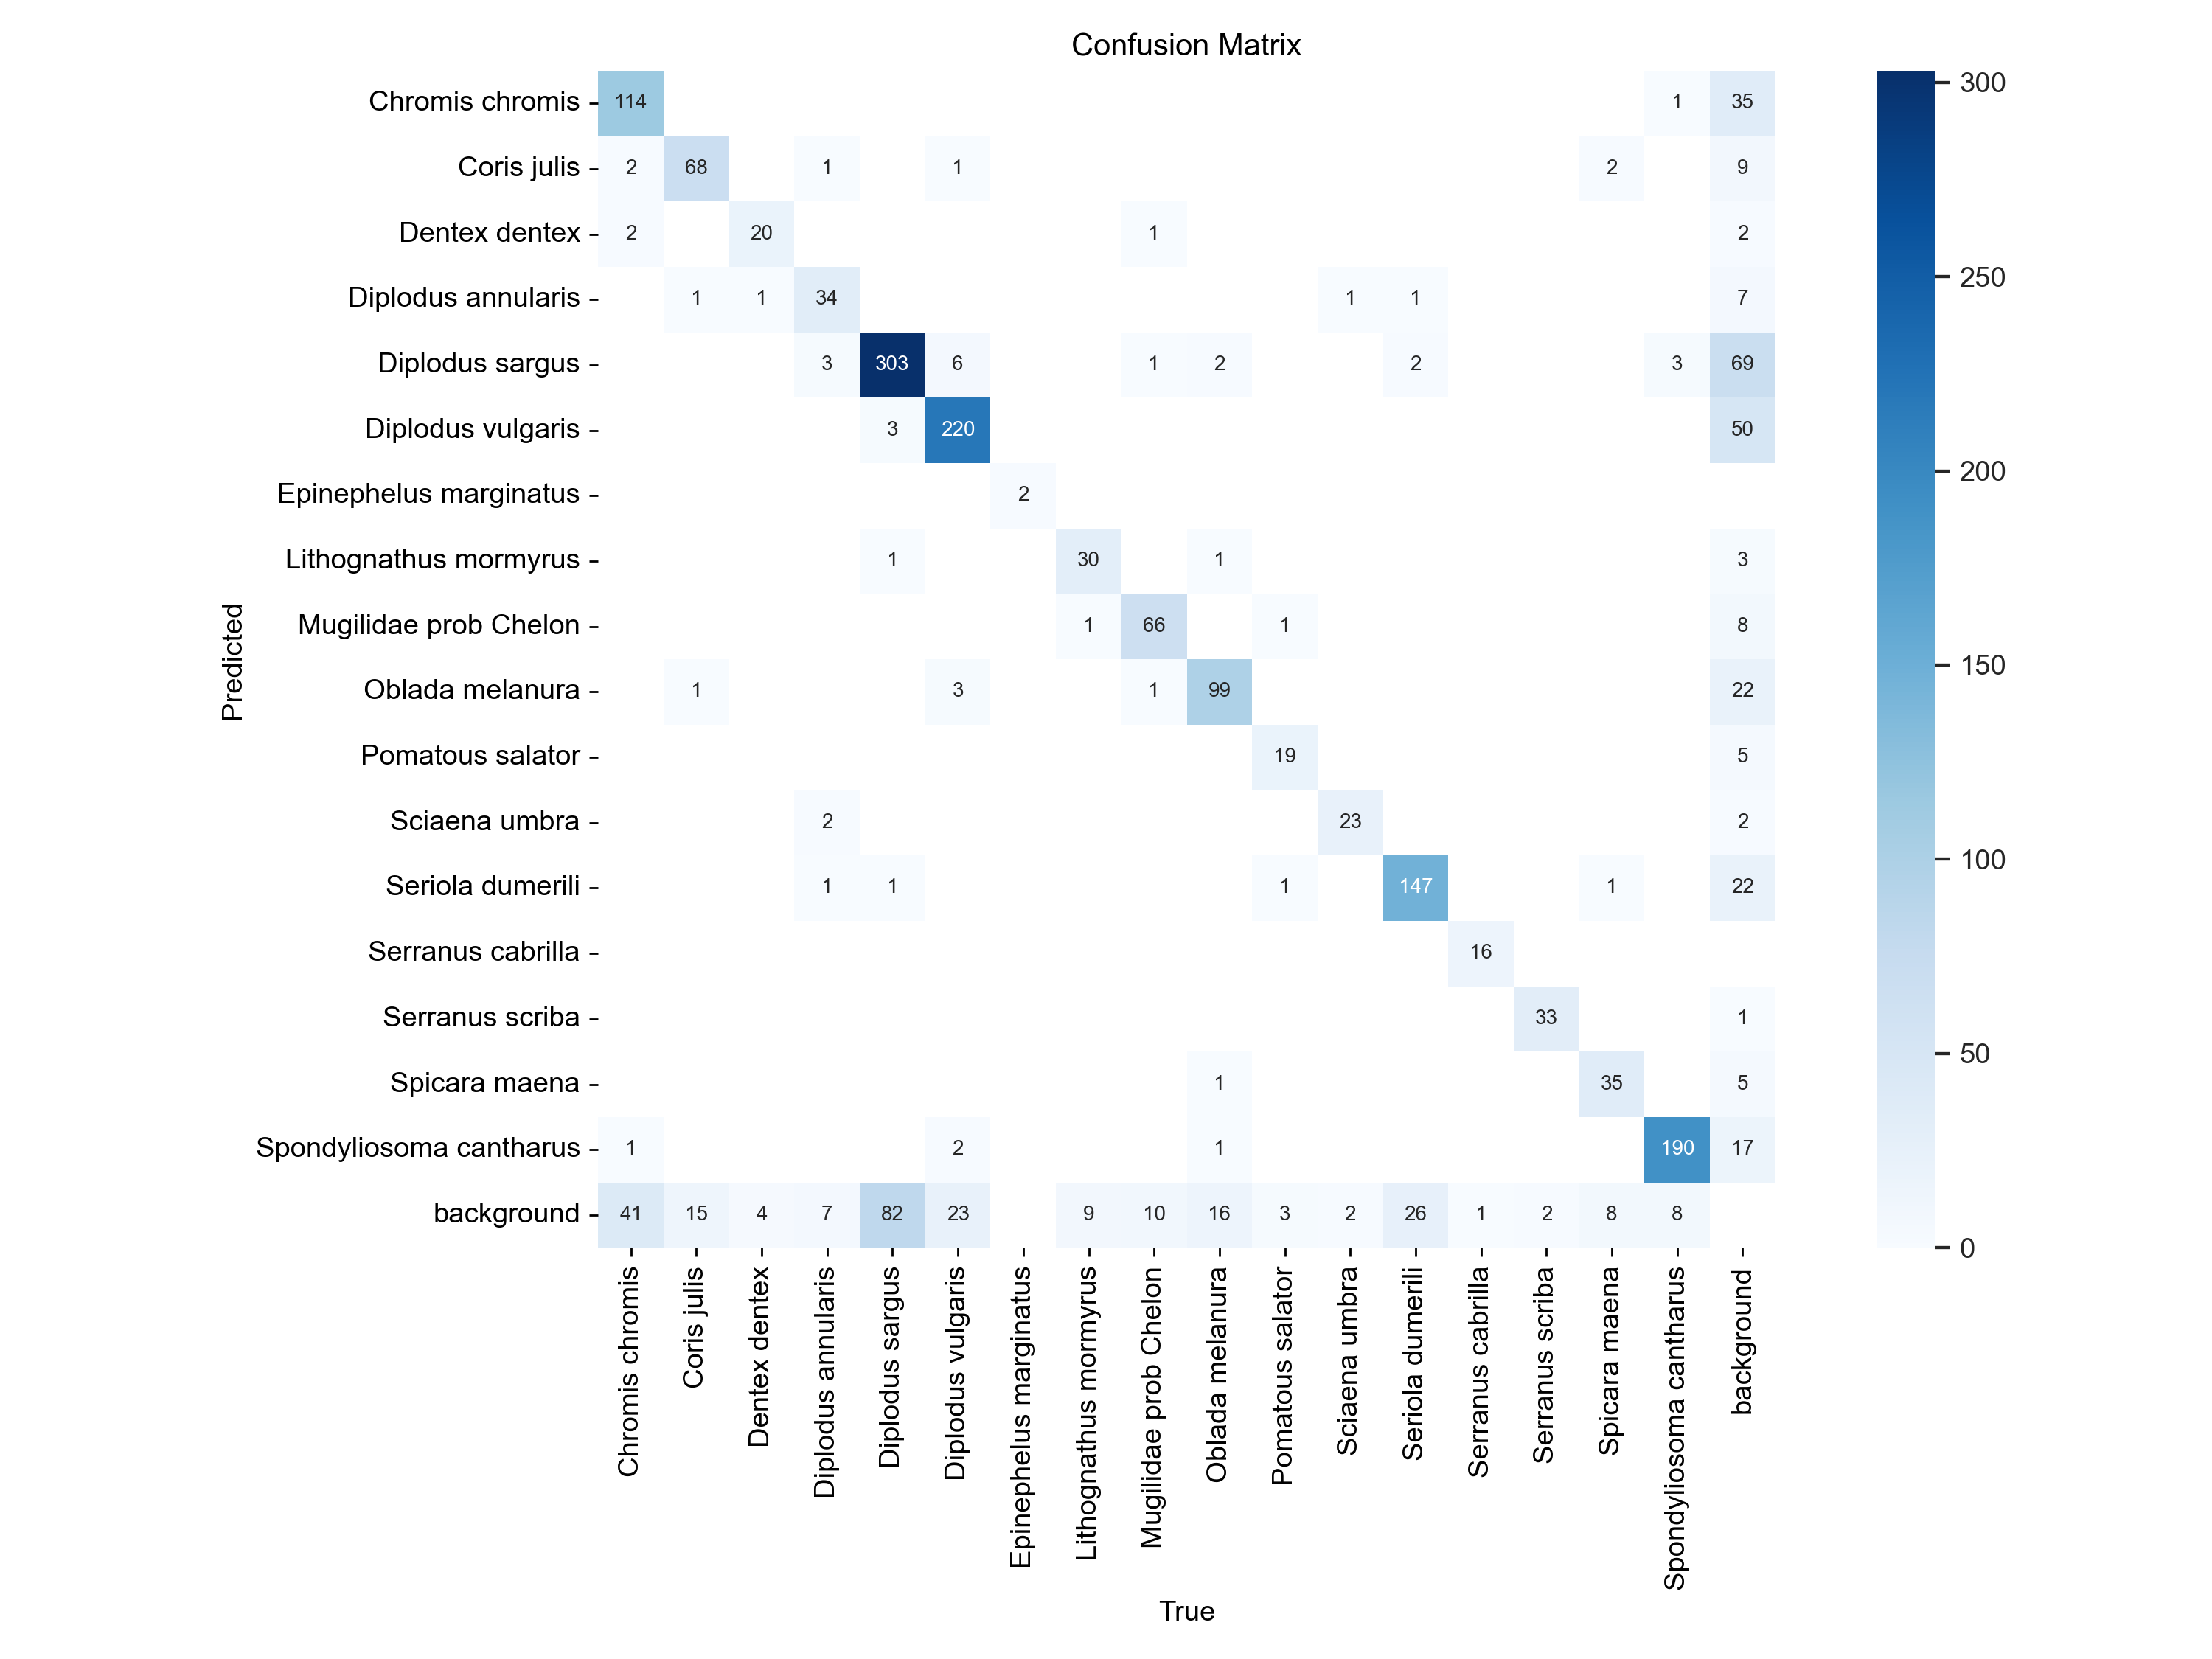 Confusion Matrix
Chromis chromis 114 1 35
Coris julis 2 68 1 1 2 9
Dentex dentex 2 20 1 2
Diplodus annularis 1 1 34 1 1 7
Diplodus sargus 3 303 6 1 2 2 3 69
Diplodus vulgaris 3 220 50
Epinephelus marginatus 2
Lithognathus mormyrus 1 30 1 3
Mugilidae prob Chelon 1 66 1 8
Oblada melanura 1 3 1 99 22
Pomatous salator 19 5
Sciaena umbra 2 23 2
Seriola dumerili 1 1 1 147 1 22
Serranus cabrilla 16
Serranus scriba 33 1
Spicara maena 1 35 5
Spondyliosoma cantharus 1 2 1 190 17
background 41 15 4 7 82 23 9 10 16 3 2 26 1 2 8 8
Predicted
Chromis chromis
Coris julis
Dentex dentex
Diplodus annularis
Diplodus sargus
Diplodus vulgaris
Epinephelus marginatus
Lithognathus mormyrus
Mugilidae prob Chelon
Oblada melanura
Pomatous salator
Sciaena umbra
Seriola dumerili
Serranus cabrilla
Serranus scriba
Spicara maena
Spondyliosoma cantharus
background
True
300
250
200
150
100
50
0